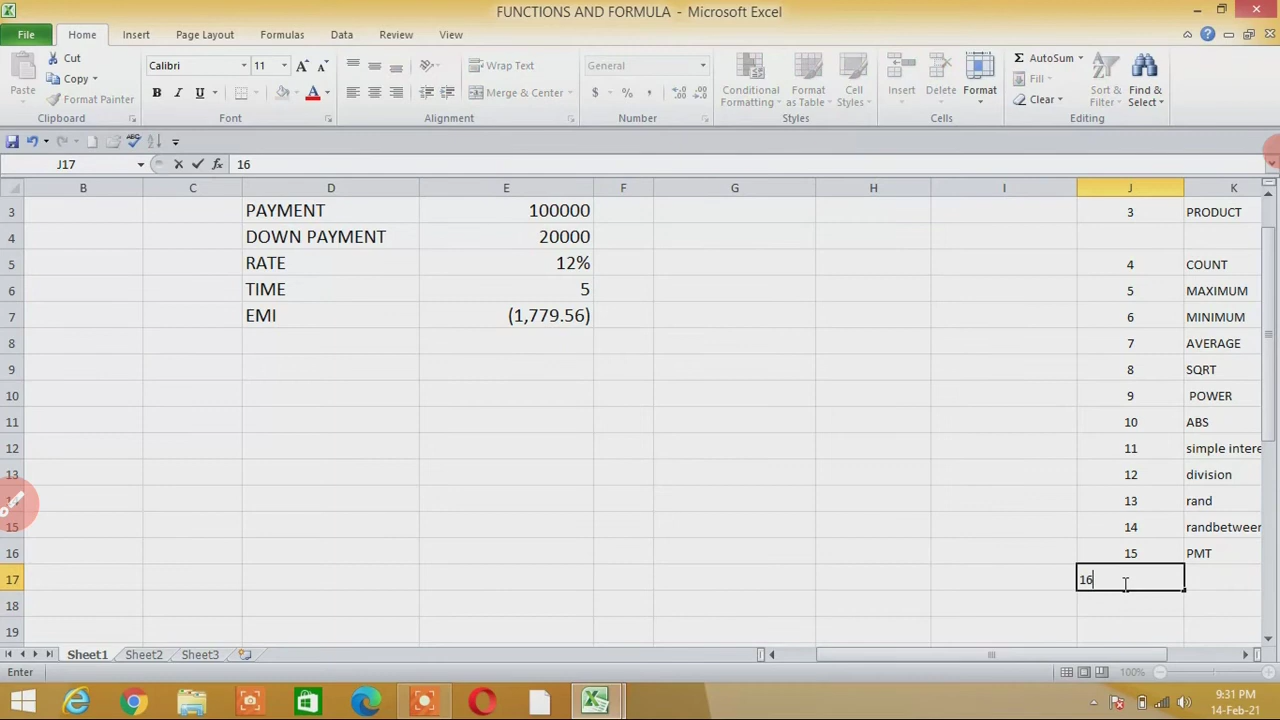 FUNCTIONS AND FORMULA - Microsoft Excel
File Home Insert Page Layout Formulas Data Review View
Paste
Cut
Copy
Format Painter
Clipboard
Calibri 11
B I U
Font
Wrap Text
Merge & Center
Alignment
General
$ % ,
Number
Conditional Formatting
Format as Table
Cell Styles
Styles
Insert
Delete
Format
Cells
Σ AutoSum
Fill
Clear
Sort & Filter
Find & Select
Editing
J17 fx 16
B C D E F G H I J K
3 PAYMENT 100000 3 PRODUCT
4 DOWN PAYMENT 20000
5 RATE 12% 4 COUNT
6 TIME 5 5 MAXIMUM
7 EMI (1,779.56) 6 MINIMUM
8 7 AVERAGE
9 8 SQRT
10 9 POWER
11 10 ABS
12 11 simple intere
13 12 division
13 rand
15 14 randbetween
16 15 PMT
17 16
18
19
Sheet1 Sheet2 Sheet3
Enter 100%
9:31 PM
14-Feb-21